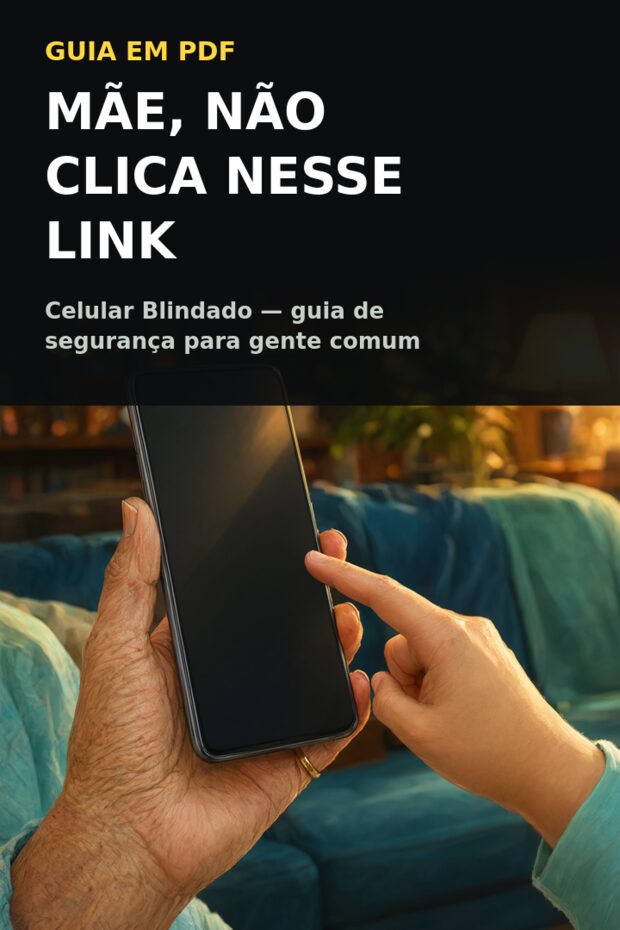 GUIA EM PDF
MÃE, NÃO
CLICA NESSE
LINK
Celular Blindado — guia de
segurança para gente comum